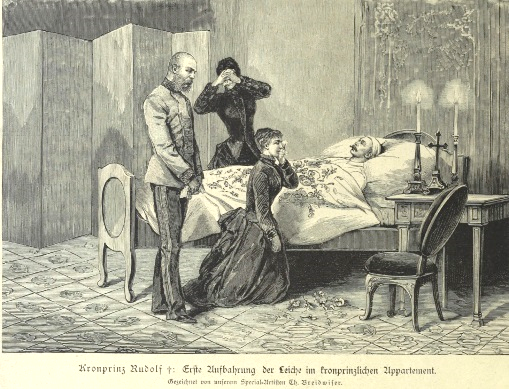 Kronprinz Rudolf †: Erste Aufbahrung der Leiche im kronprinzlichen Appartement.
Gezeichnet von unserem Special-Artisten Th. Breidwiser.